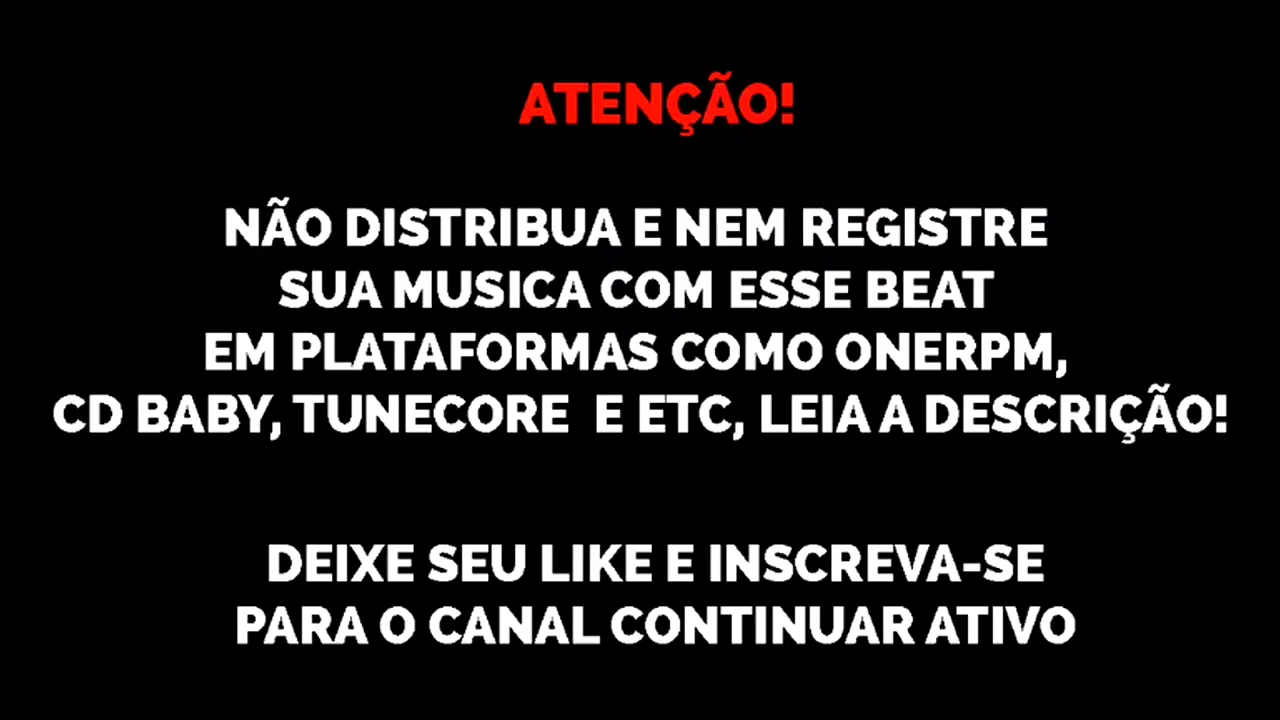 ATENÇÃO!
NÃO DISTRIBUA E NEM REGISTRE
SUA MUSICA COM ESSE BEAT
EM PLATAFORMAS COMO ONERPM,
CD BABY, TUNECORE E ETC, LEIA A DESCRIÇÃO!
DEIXE SEU LIKE E INSCREVA-SE
PARA O CANAL CONTINUAR ATIVO